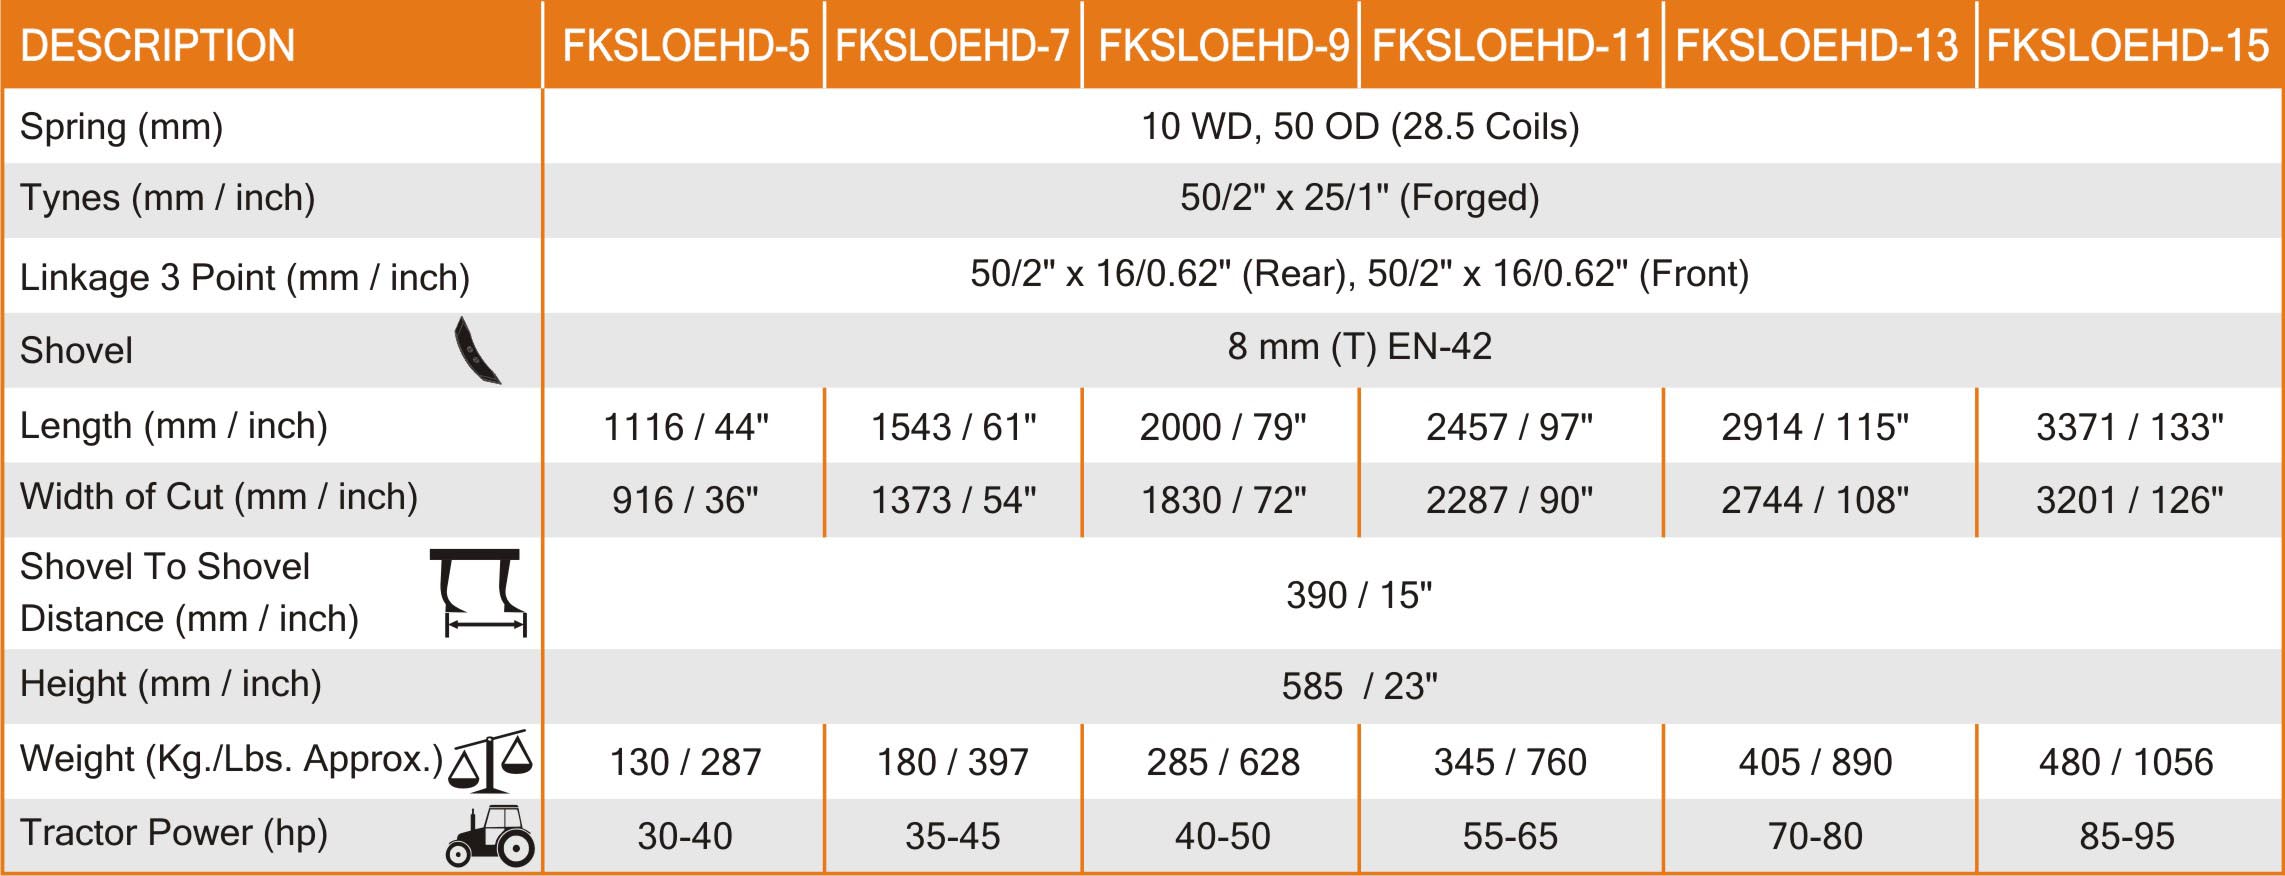 DESCRIPTION FKSLOEHD-5 FKSLOEHD-7 FKSLOEHD-9 FKSLOEHD-11 FKSLOEHD-13 FKSLOEHD-15
Spring (mm) 10 WD, 50 OD (28.5 Coils)
Tynes (mm / inch) 50/2" x 25/1" (Forged)
Linkage 3 Point (mm / inch) 50/2" x 16/0.62" (Rear), 50/2" x 16/0.62" (Front)
Shovel 8 mm (T) EN-42
Length (mm / inch) 1116 / 44" 1543 / 61" 2000 / 79" 2457 / 97" 2914 / 115" 3371 / 133"
Width of Cut (mm / inch) 916 / 36" 1373 / 54" 1830 / 72" 2287 / 90" 2744 / 108" 3201 / 126"
Shovel To Shovel
Distance (mm / inch) 390 / 15"
Height (mm / inch) 585 / 23"
Weight (Kg./Lbs. Approx.) 130 / 287 180 / 397 285 / 628 345 / 760 405 / 890 480 / 1056
Tractor Power (hp) 30-40 35-45 40-50 55-65 70-80 85-95